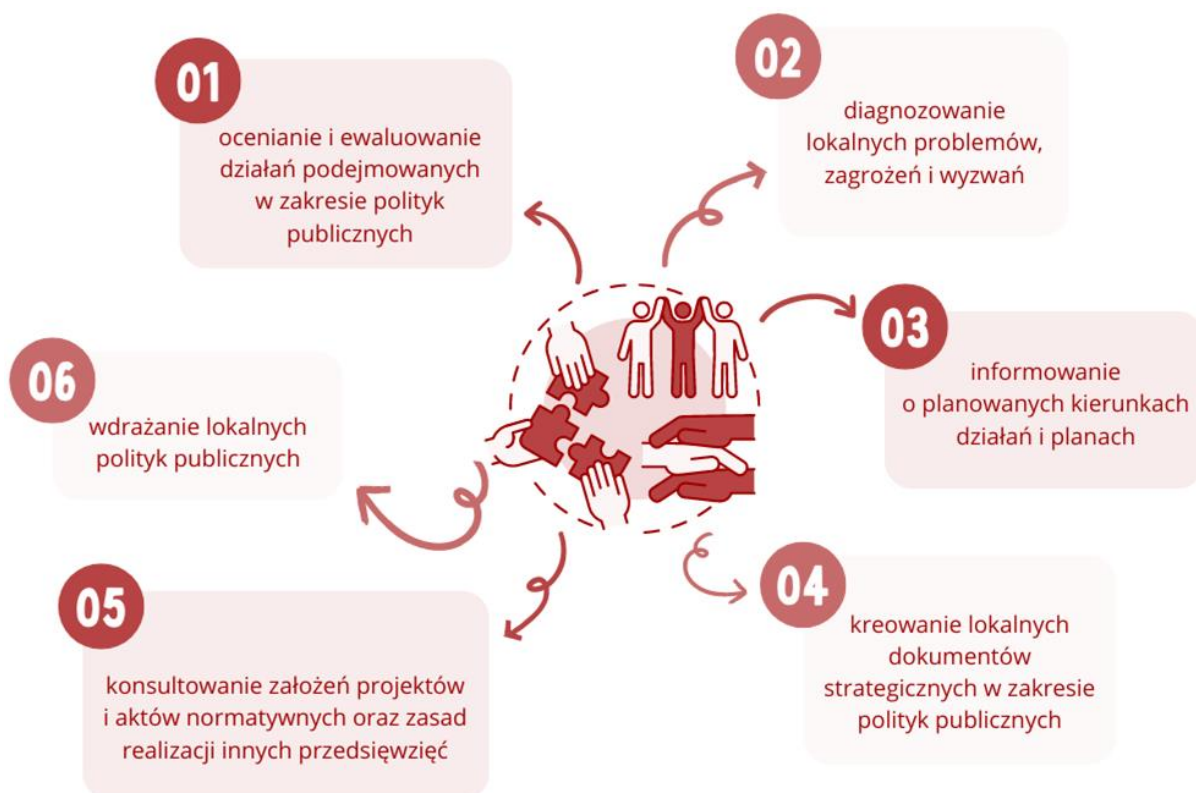 01
ocenianie i ewaluowanie
działań podejmowanych
w zakresie polityk
publicznych
02
diagnozowanie
lokalnych problemów,
zagrożeń i wyzwań
03
informowanie
o planowanych kierunkach
działań i planach
04
kreowanie lokalnych
dokumentów
strategicznych w zakresie
polityk publicznych
05
konsultowanie założeń projektów
i aktów normatywnych oraz zasad
realizacji innych przedsięwzięć
06
wdrażanie lokalnych
polityk publicznych